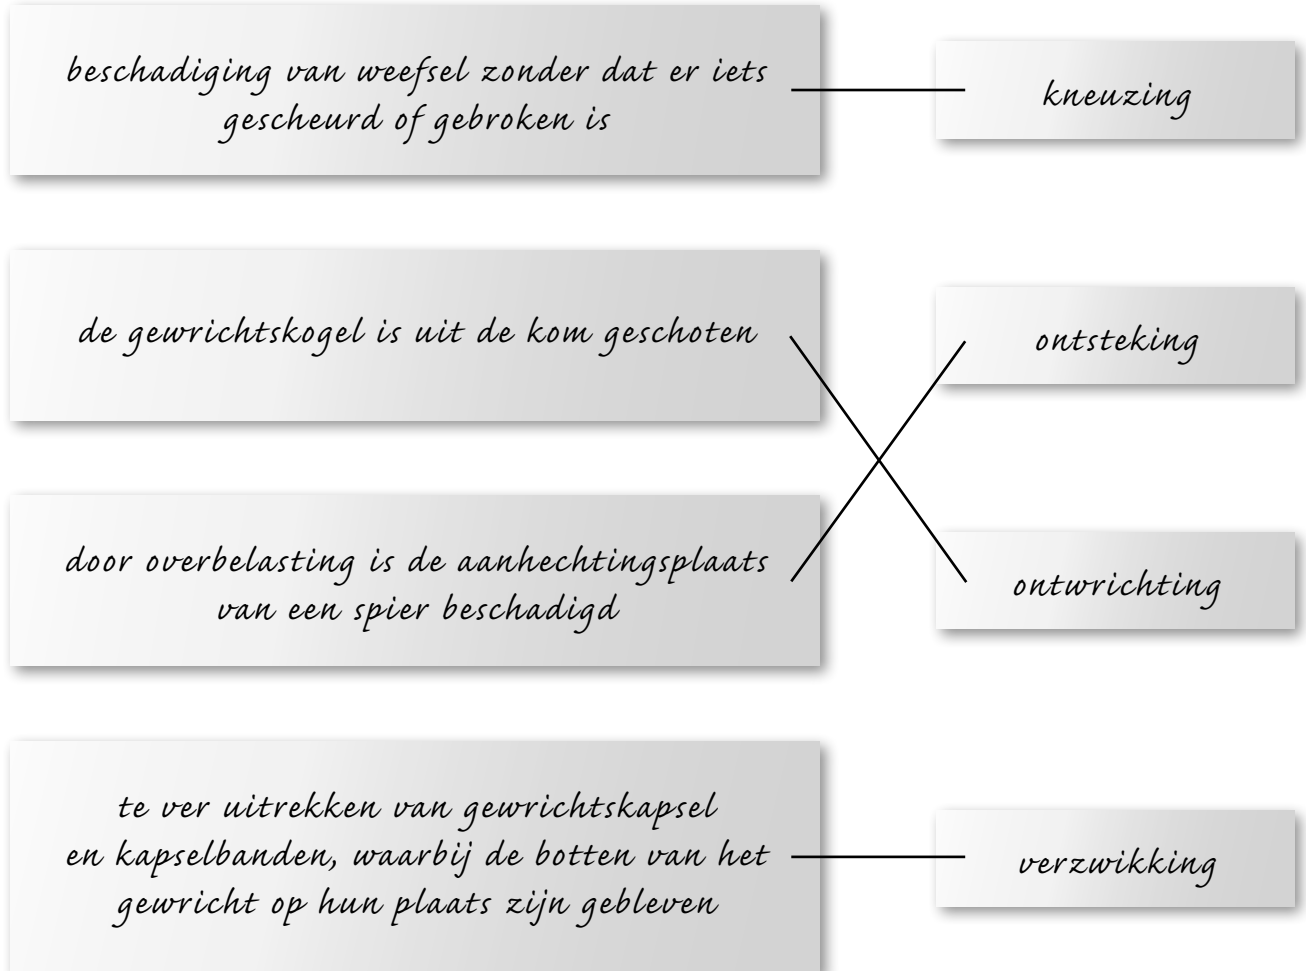 beschadiging van weefsel zonder dat er iets
gescheurd of gebroken is
kneuzing
de gewrichtskogel is uit de kom geschoten
ontsteking
door overbelasting is de aanhechtingsplaats
van een spier beschadigd
ontwrichting
te ver uitrekken van gewrichtskapsel
en kapselbanden, waarbij de botten van het
gewricht op hun plaats zijn gebleven
verzwikking